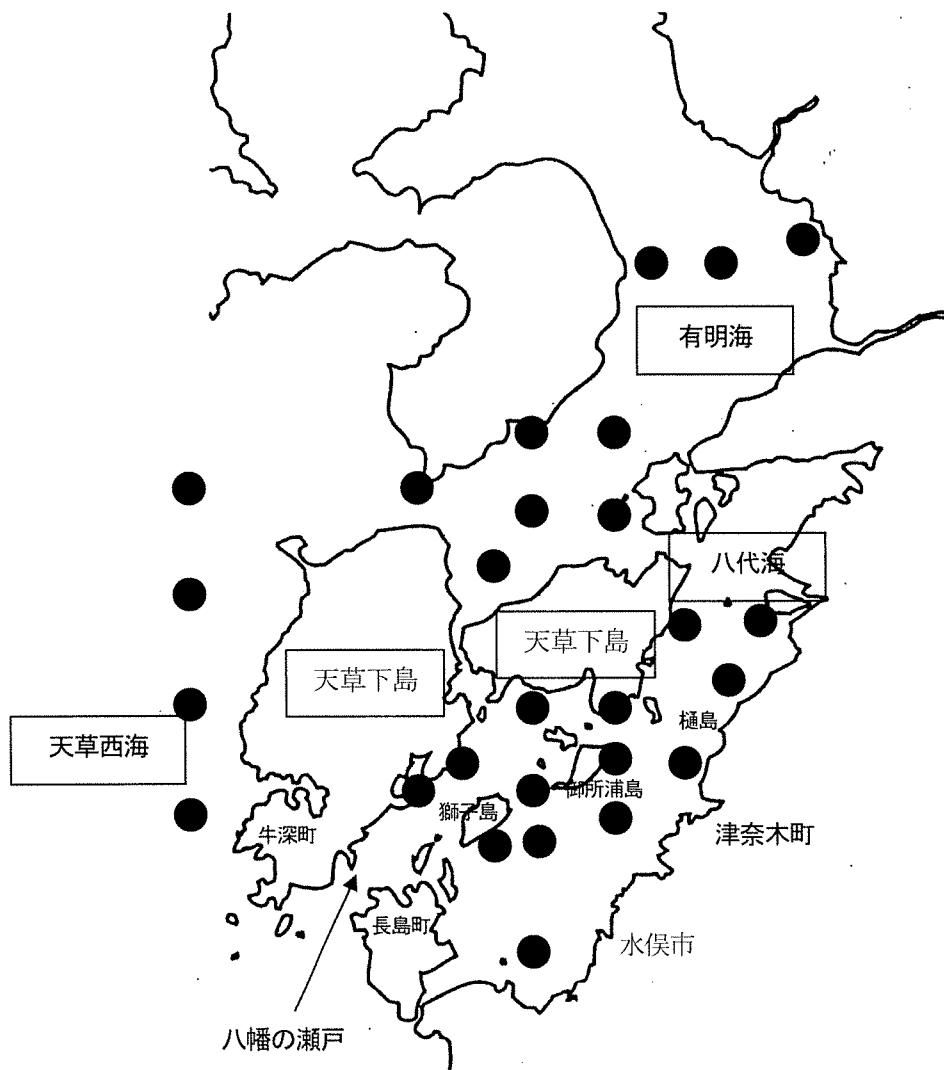 有明海
八代海
天草下島
天草下島
樋島
天草西海
御所浦島
獅子島
牛深町
津奈木町
長島町
水俣市
八幡の瀬戸